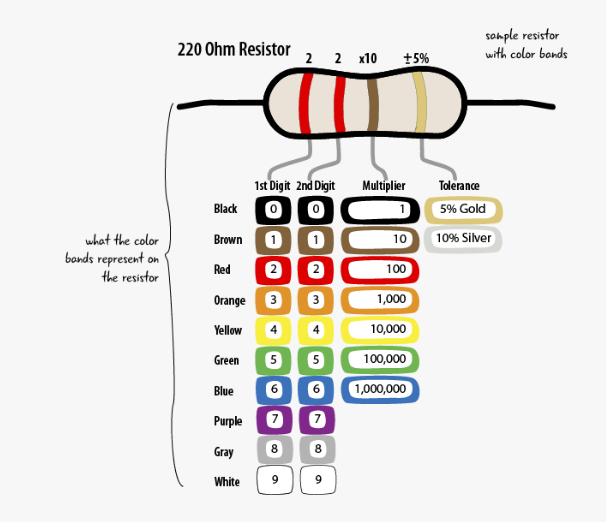 220 Ohm Resistor
2 2 x10 ±5%
sample resistor
with color bands
1st Digit 2nd Digit Multiplier Tolerance
Black 0 0 1 5% Gold
Brown 1 1 10 10% Silver
Red 2 2 100
Orange 3 3 1,000
Yellow 4 4 10,000
Green 5 5 100,000
Blue 6 6 1,000,000
Purple 7 7
Gray 8 8
White 9 9
what the color
bands represent on
the resistor